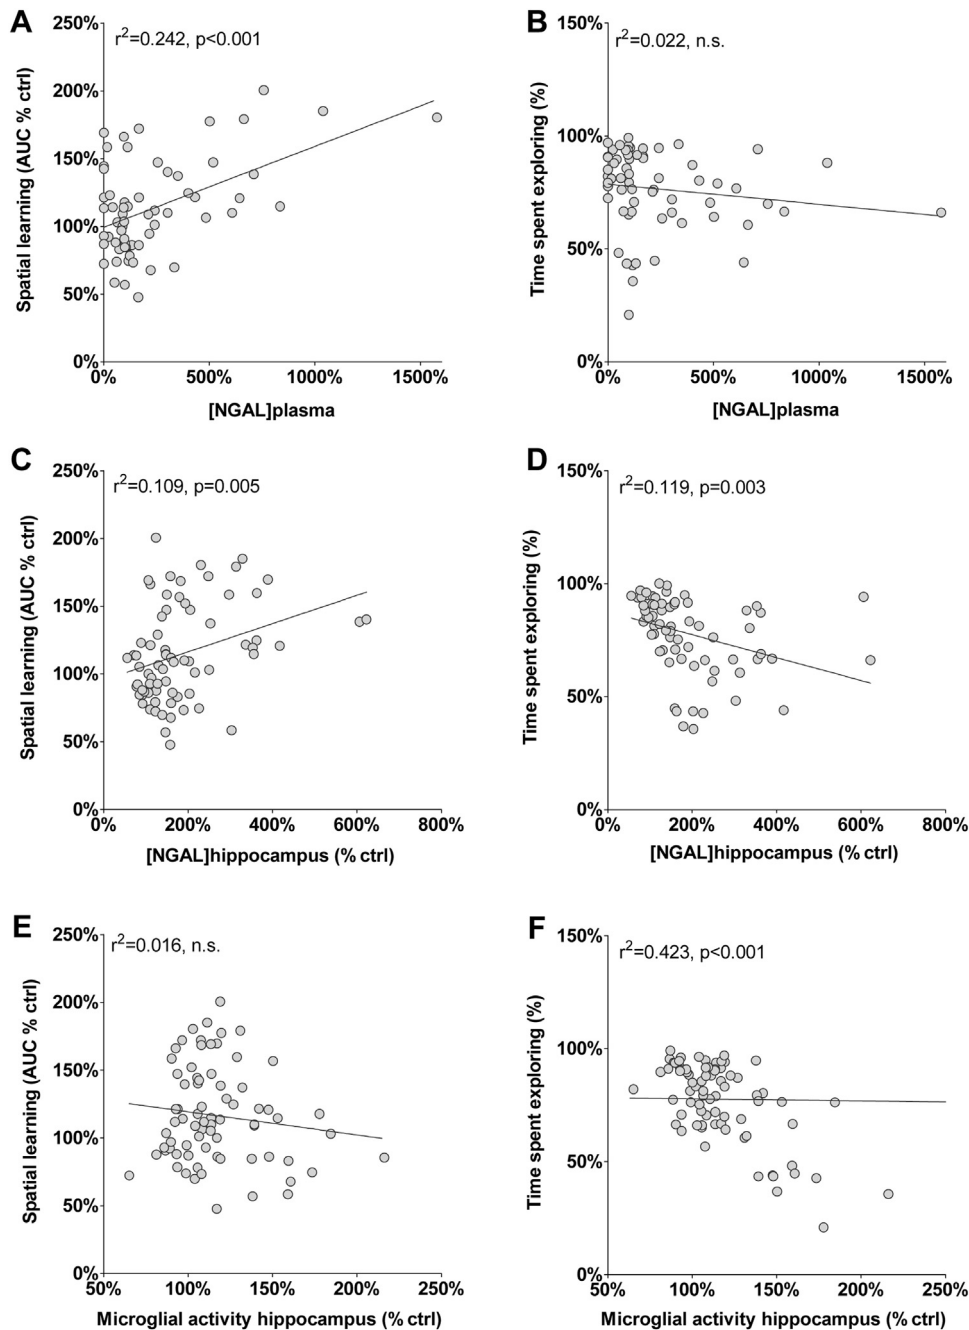 A
r2=0.242, p<0.001
Spatial learning (AUC % ctrl)
250%
200%
150%
100%
50%
0%
0% 500% 1000% 1500%
[NGAL]plasma
B
r2=0.022, n.s.
Time spent exploring (%)
150%
100%
50%
0%
0% 500% 1000% 1500%
[NGAL]plasma
C
r2=0.109, p=0.005
Spatial learning (AUC % ctrl)
250%
200%
150%
100%
50%
0%
0% 200% 400% 600% 800%
[NGAL]hippocampus (% ctrl)
D
r2=0.119, p=0.003
Time spent exploring (%)
150%
100%
50%
0%
0% 200% 400% 600% 800%
[NGAL]hippocampus (% ctrl)
E
r2=0.016, n.s.
Spatial learning (AUC % ctrl)
250%
200%
150%
100%
50%
0%
50% 100% 150% 200% 250%
Microglial activity hippocampus (% ctrl)
F
r2=0.423, p<0.001
Time spent exploring (%)
150%
100%
50%
0%
50% 100% 150% 200% 250%
Microglial activity hippocampus (% ctrl)